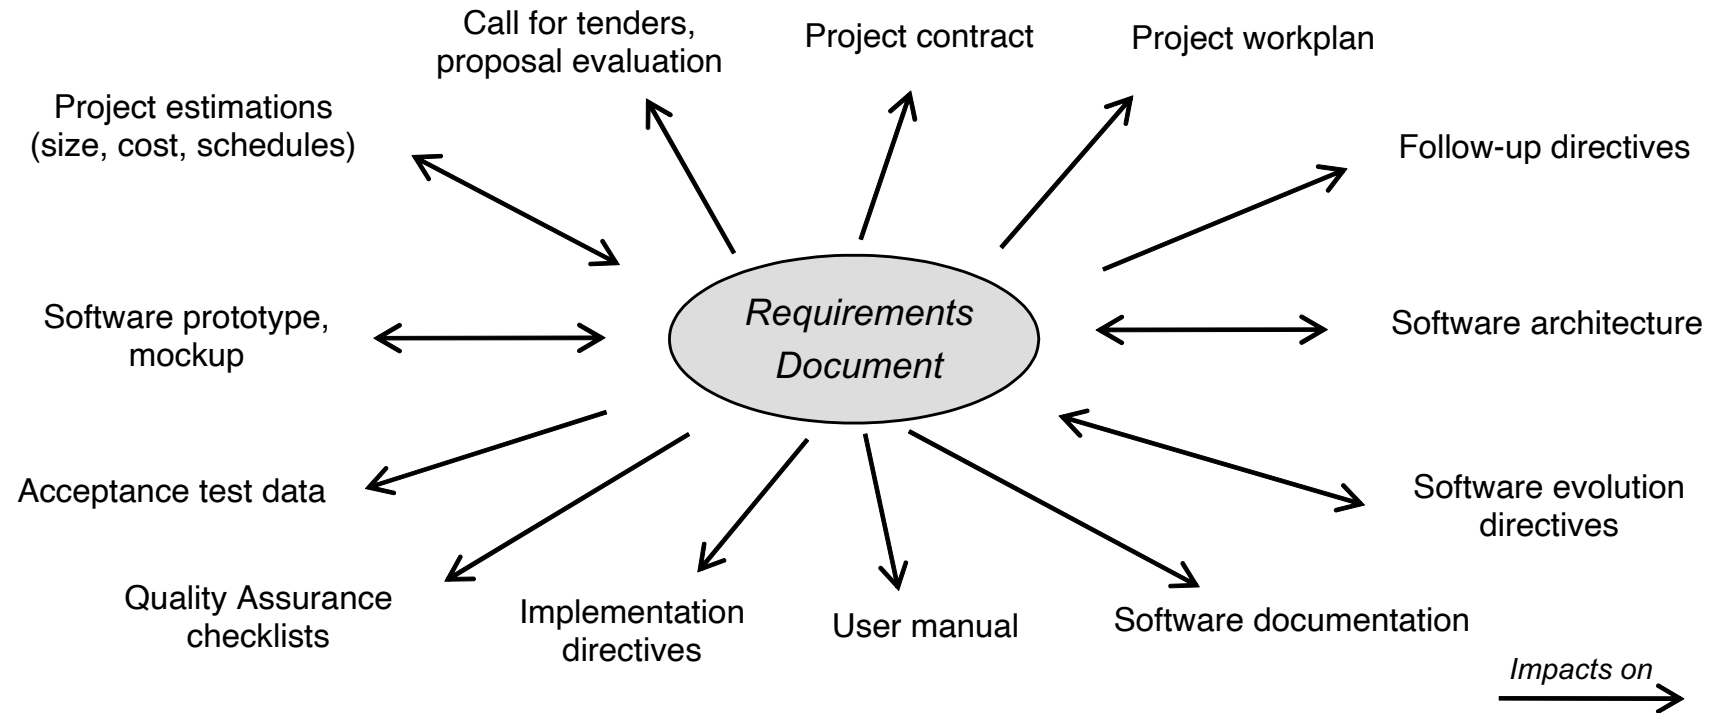 Call for tenders,
proposal evaluation
Project contract
Project workplan
Project estimations
(size, cost, schedules)
Follow-up directives
Requirements
Document
Software prototype,
mockup
Software architecture
Acceptance test data
Software evolution
directives
Quality Assurance
checklists
Implementation
directives
User manual
Software documentation
Impacts on